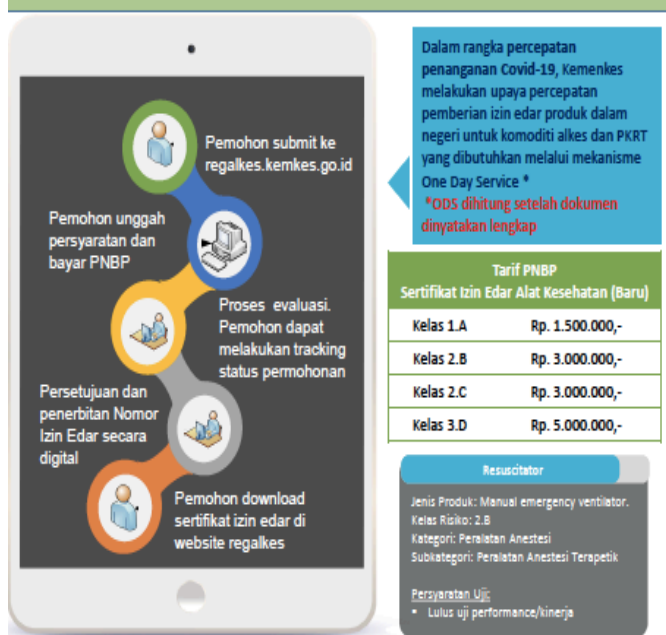 Pemohon submit ke
regalkes.kemkes.go.id
Pemohon unggah
persyaratan dan
bayar PNBP
Proses evaluasi.
Pemohon dapat
melakukan tracking
status permohonan
Persetujuan dan
penerbitan Nomor
Izin Edar secara
digital
Pemohon download
sertifikat izin edar di
website regalkes
Dalam rangka percepatan
penanganan Covid-19, Kemenkes
melakukan upaya percepatan
pemberian izin edar produk dalam
negeri untuk komoditi alkes dan PKRT
yang dibutuhkan melalui mekanisme
One Day Service *
*ODS dihitung setelah dokumen
dinyatakan lengkap
Tarif PNBP
Sertifikat Izin Edar Alat Kesehatan (Baru)
Kelas 1.A Rp. 1.500.000,-
Kelas 2.B Rp. 3.000.000,-
Kelas 2.C Rp. 3.000.000,-
Kelas 3.D Rp. 5.000.000,-
Resuscitator
Jenis Produk: Manual emergency ventilator.
Kelas Risiko: 2.B
Kategori: Peralatan Anestesi
Subkategori: Peralatan Anestesi Terapetik
Persyaratan Uji:
• Lulus uji performance/kinerja